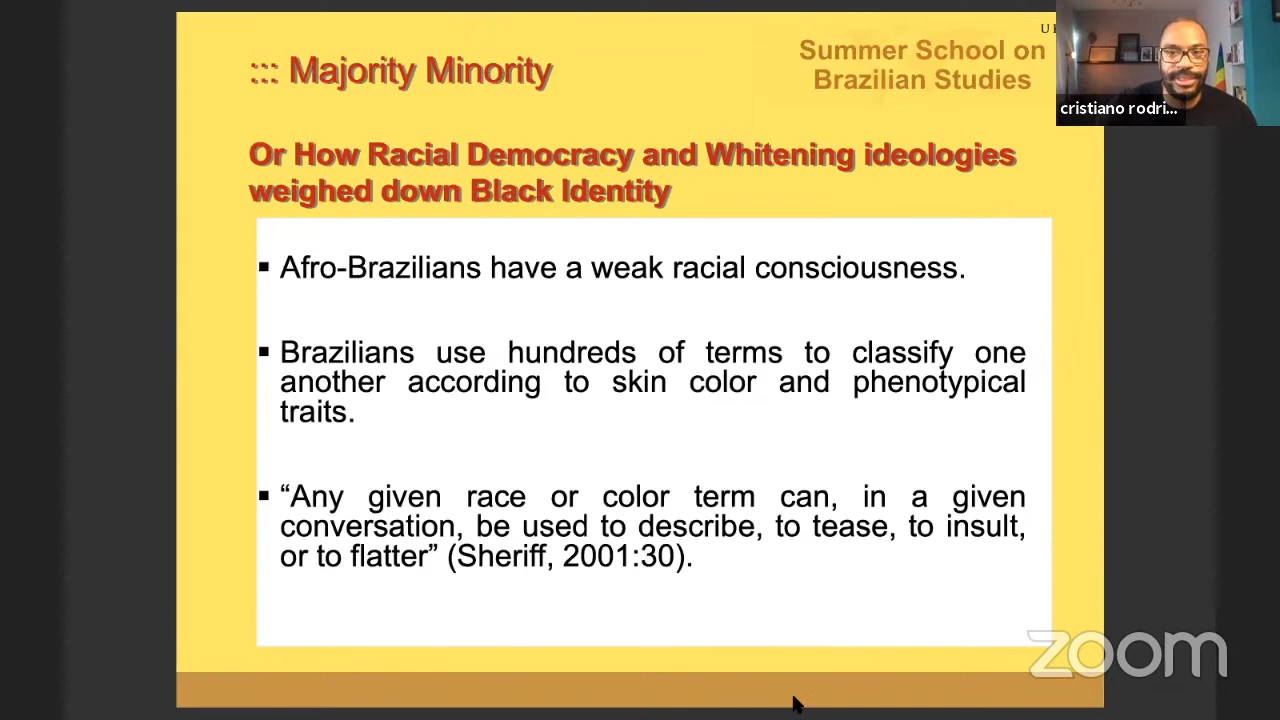 ::: Majority Minority
Summer School on
Brazilian Studies
cristiano rodri...
Or How Racial Democracy and Whitening ideologies
weighed down Black Identity
▪ Afro-Brazilians have a weak racial consciousness.
▪ Brazilians use hundreds of terms to classify one
another according to skin color and phenotypical
traits.
▪ “Any given race or color term can, in a given
conversation, be used to describe, to tease, to insult,
or to flatter” (Sheriff, 2001:30).
zoom